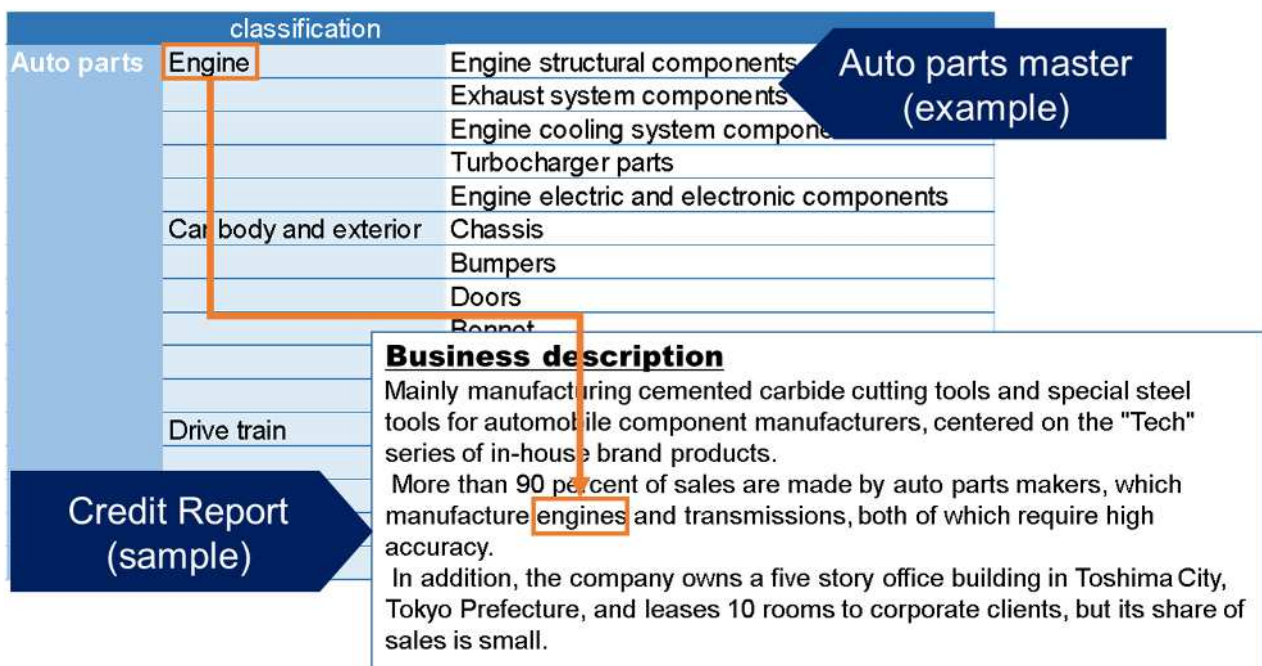 classification
Auto parts Engine Engine structural components
Exhaust system components
Engine cooling system
Turbocharger parts
Engine electric and electronic components
Car body and exterior Chassis
Bumpers
Doors
Bonnet
Drive train
Auto parts master
(example)
Credit Report
(sample)
Business description
Mainly manufacturing cemented carbide cutting tools and special steel
tools for automobile component manufacturers, centered on the "Tech"
series of in-house brand products.
More than 90 percent of sales are made by auto parts makers, which
manufacture engines and transmissions, both of which require high
accuracy.
In addition, the company owns a five story office building in Toshima City,
Tokyo Prefecture, and leases 10 rooms to corporate clients, but its share of
sales is small.